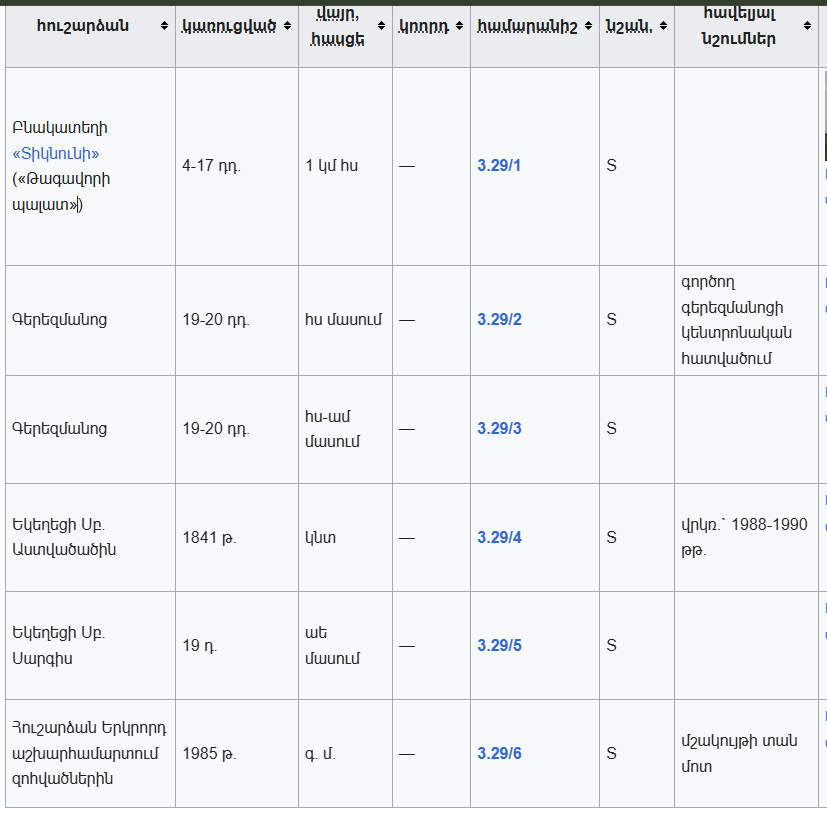 հուշարձան
կառուցված
վայր,
հասցե
կոորդ
համարանիշ
նշան.
հավելյալ
նշումներ
Բնակատեղի
«Տիկնունի»
(«Թագավորի
պալատ»)
4-17 դդ.
1 կմ հս
—
3.29/1
Տ
Գերեզմանոց
19-20 դդ.
հս մասում
—
3.29/2
Տ
գործող
գերեզմանոցի
կենտրոնական
հատվածում
Գերեզմանոց
19-20 դդ.
հս-ամ
մասում
—
3.29/3
Տ
Եկեղեցի Սբ.
Աստվածածին
1841 թ.
կնտ
—
3.29/4
Տ
վրկռ.` 1988-1990
թթ.
Եկեղեցի Սբ.
Սարգիս
19 դ.
աե
մասում
—
3.29/5
Տ
Հուշարձան Երկրորդ
աշխարհամարտում
զոհվածներին
1985 թ.
գ. մ.
—
3.29/6
Տ
մշակույթի տան
մոտ